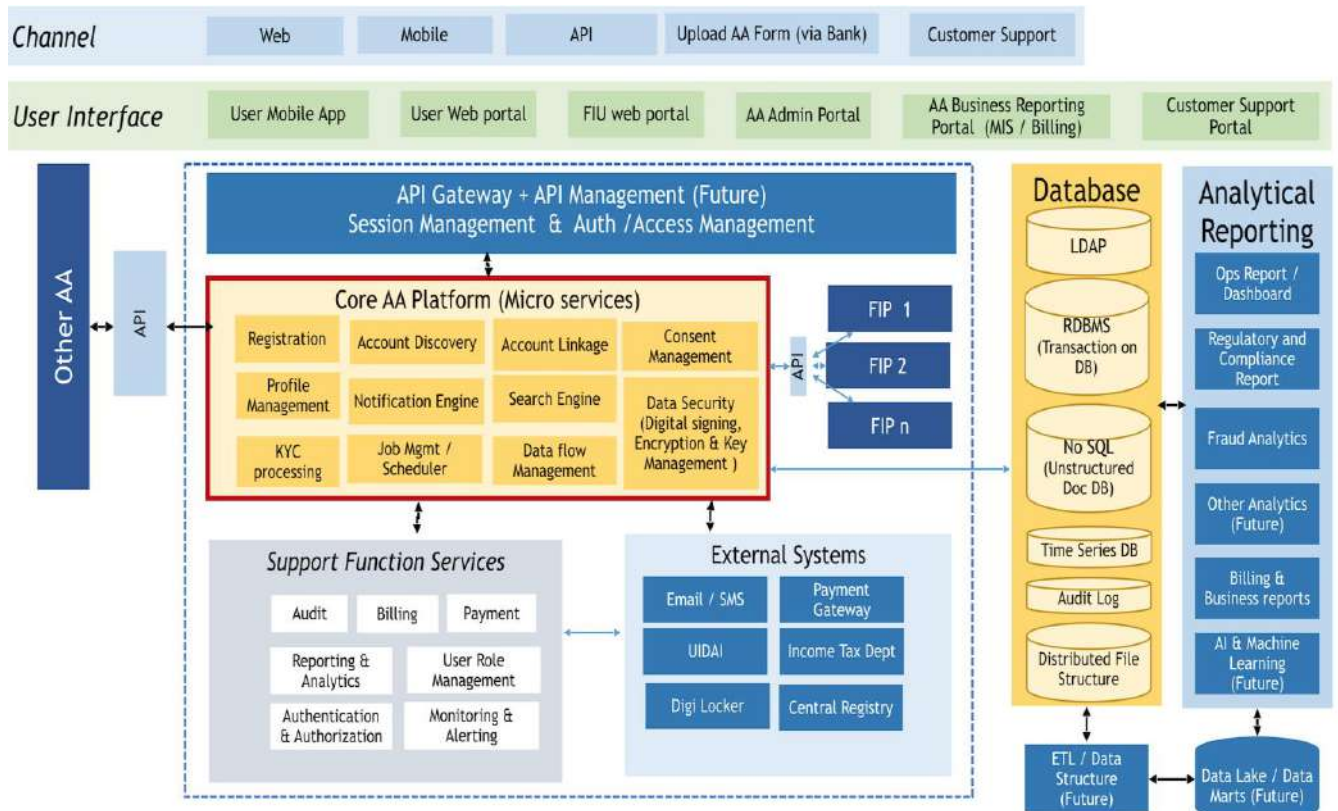 Channel
Web
Mobile
API
Upload AA Form (via Bank)
Customer Support
User Interface
User Mobile App
User Web portal
FIU web portal
AA Admin Portal
AA Business Reporting
Portal (MIS / Billing)
Customer Support
Portal
Other AA
API
API Gateway + API Management (Future)
Session Management & Auth /Access Management
Core AA Platform (Micro services)
Registration
Account Discovery
Account Linkage
Consent
Management
Profile
Management
Notification Engine
Search Engine
Data Security
(Digital signing,
Encryption & Key
Management )
KYC
processing
Job Mgmt /
Scheduler
Data flow
Management
API
FIP 1
FIP 2
FIP n
Support Function Services
Audit
Billing
Payment
Reporting &
Analytics
User Role
Management
Authentication
& Authorization
Monitoring &
Alerting
External Systems
Email / SMS
Payment
Gateway
UIDAI
Income Tax Dept
Digi Locker
Central Registry
Database
LDAP
RDBMS
(Transaction on
DB)
No SQL
(Unstructured
Doc DB)
Time Series DB
Audit Log
Distributed File
Structure
Analytical
Reporting
Ops Report /
Dashboard
Regulatory and
Compliance
Report
Fraud Analytics
Other Analytics
(Future)
Billing &
Business reports
AI & Machine
Learning
(Future)
ETL / Data
Structure
(Future)
Data Lake / Data
Marts (Future)